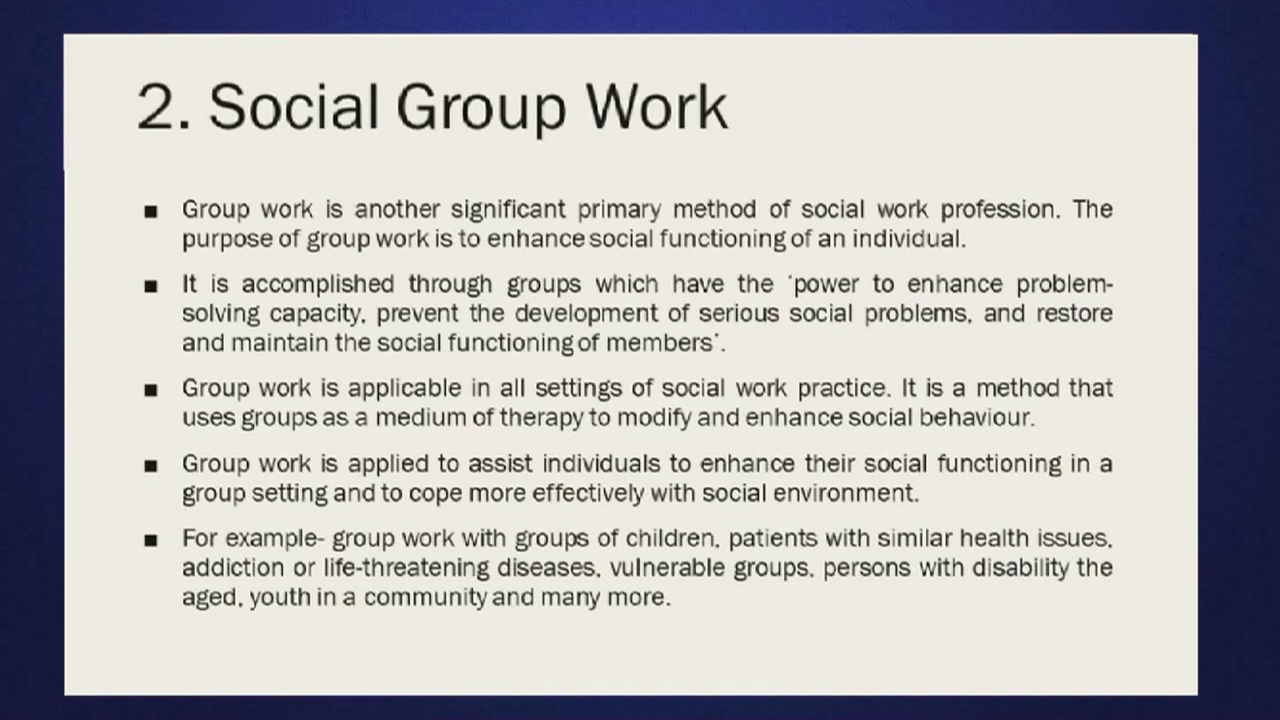 2. Social Group Work
▪ Group work is another significant primary method of social work profession. The
purpose of group work is to enhance social functioning of an individual.
▪ It is accomplished through groups which have the 'power to enhance problem-
solving capacity, prevent the development of serious social problems, and restore
and maintain the social functioning of members'.
▪ Group work is applicable in all settings of social work practice. It is a method that
uses groups as a medium of therapy to modify and enhance social behaviour.
▪ Group work is applied to assist individuals to enhance their social functioning in a
group setting and to cope more effectively with social environment.
▪ For example- group work with groups of children, patients with similar health issues,
addiction or life-threatening diseases, vulnerable groups, persons with disability the
aged, youth in a community and many more.